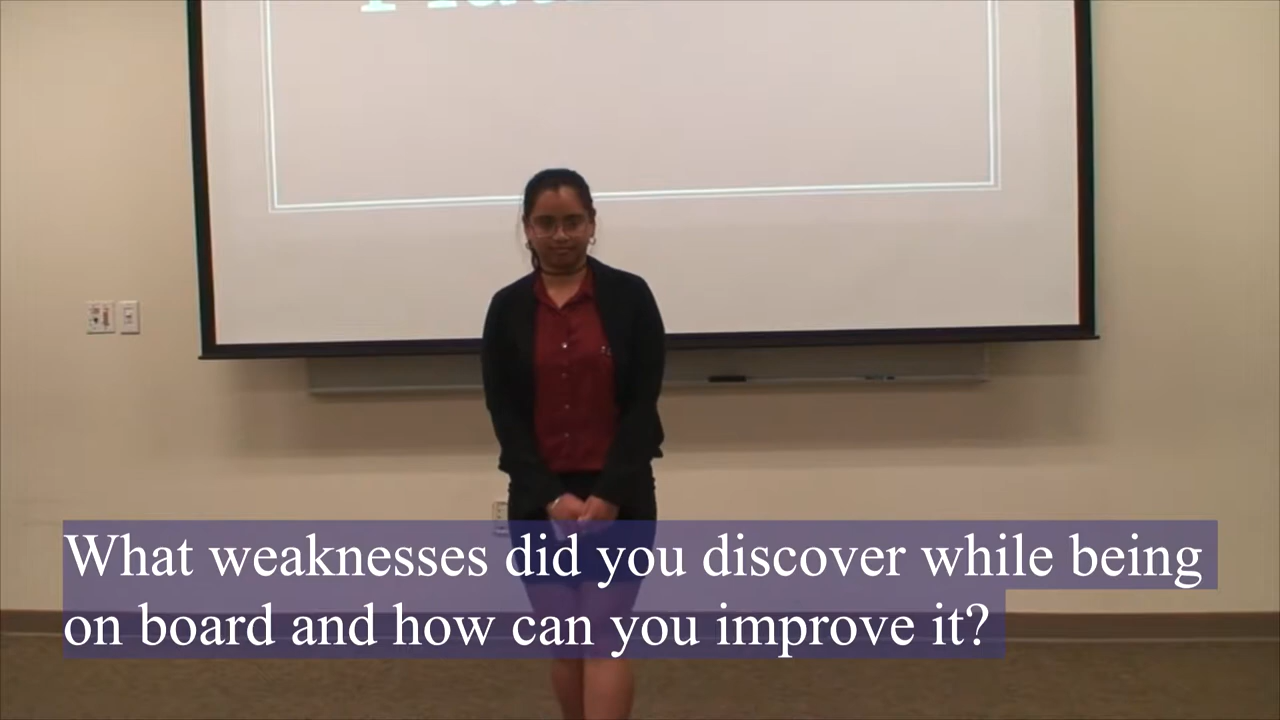 What weaknesses did you discover while being
on board and how can you improve it?